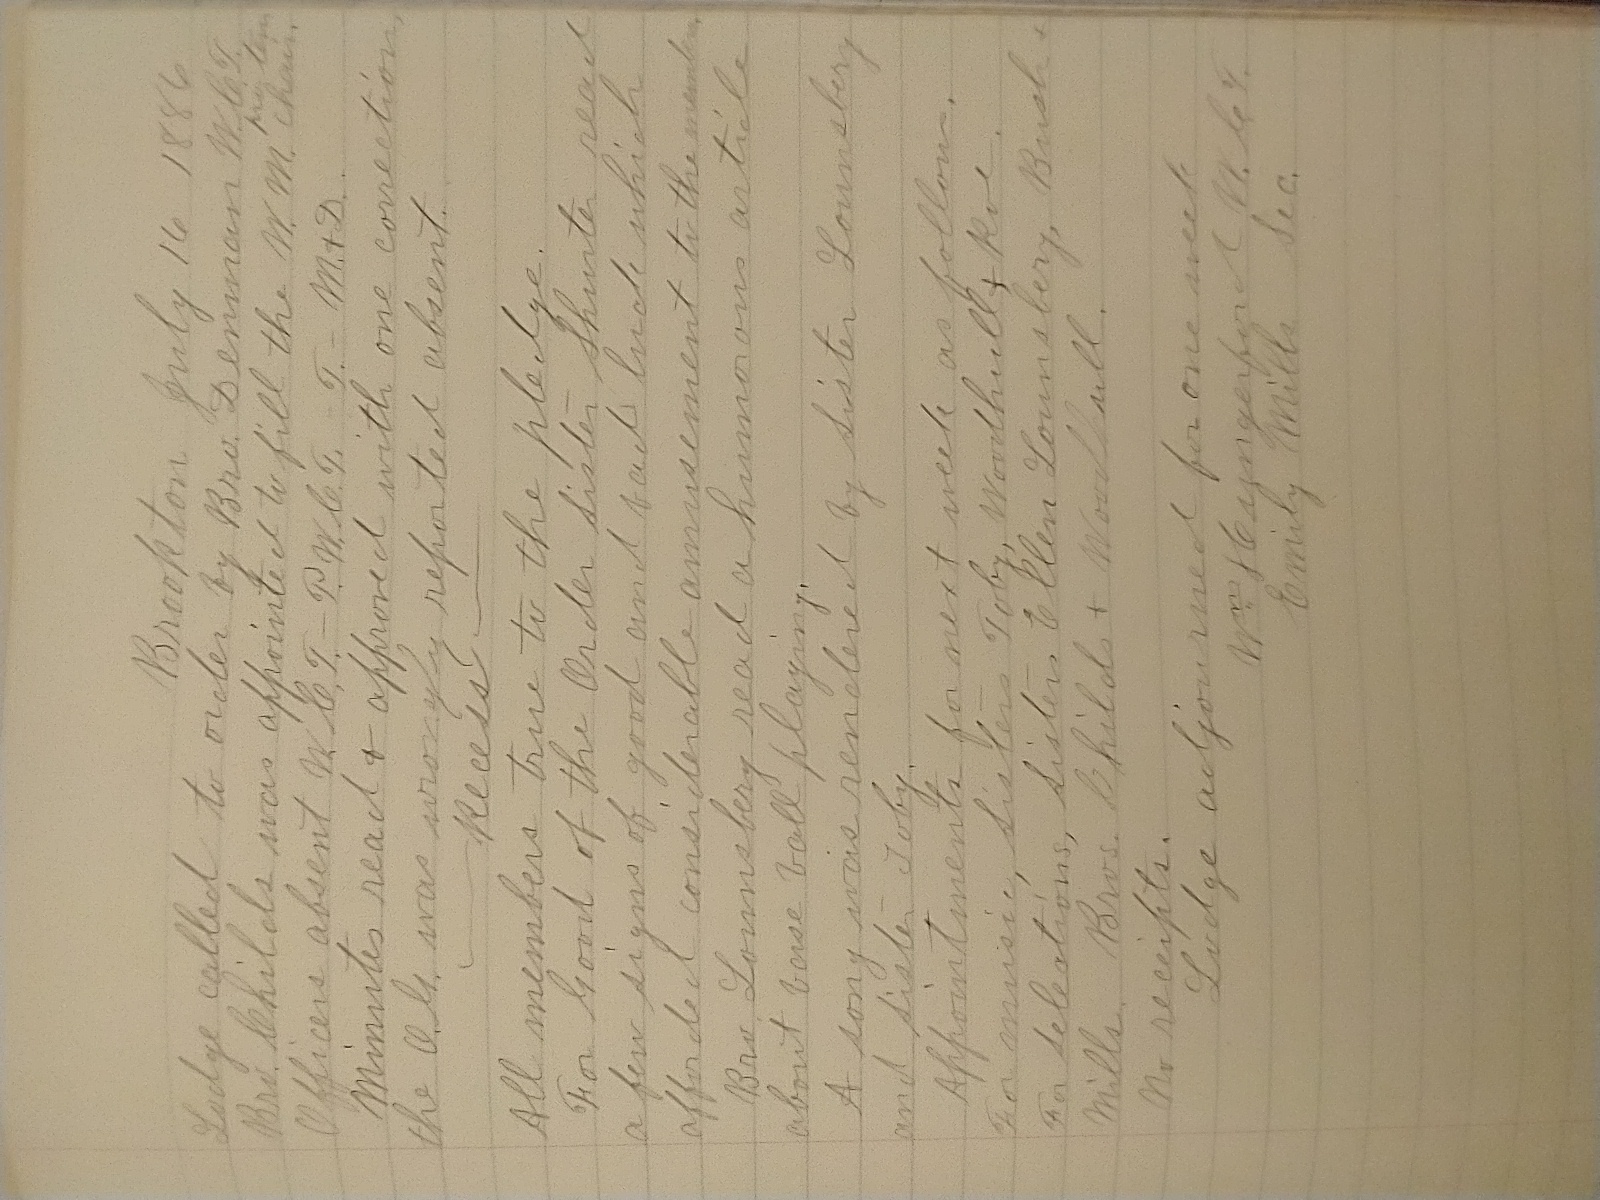 Brookton July 16 1886
Lodge called to order by Bro. Denman W.C.T.
pro tem
Bro. Childs was appointed to fill the W. M. chair.
Officers absent W.C.T. – P.W.C.T. – T. – M.&D.
Minutes read & approved with one correction,
the O.G. was wrongly reported absent.
Recess
All members true to the pledge.
For Good of the Order sister Shurter read
a few signs of good and bad luck which
afforded considerable amusement to the members.
Bro. Lounsbery read a humorous article
about base ball playing.
A song was rendered by sister Lounsbery
and sister Toby.
Appointments for next week as follows.
For music, sisters Toby, Woodhull & Roe.
For selections, sisters Ellen Lounsbery, Bush &
Mills. Bros. Childs & Woodhull.
No receipts.
Lodge adjourned for one week
Wm Hungerford W.C.T.
Emily Mills Sec.